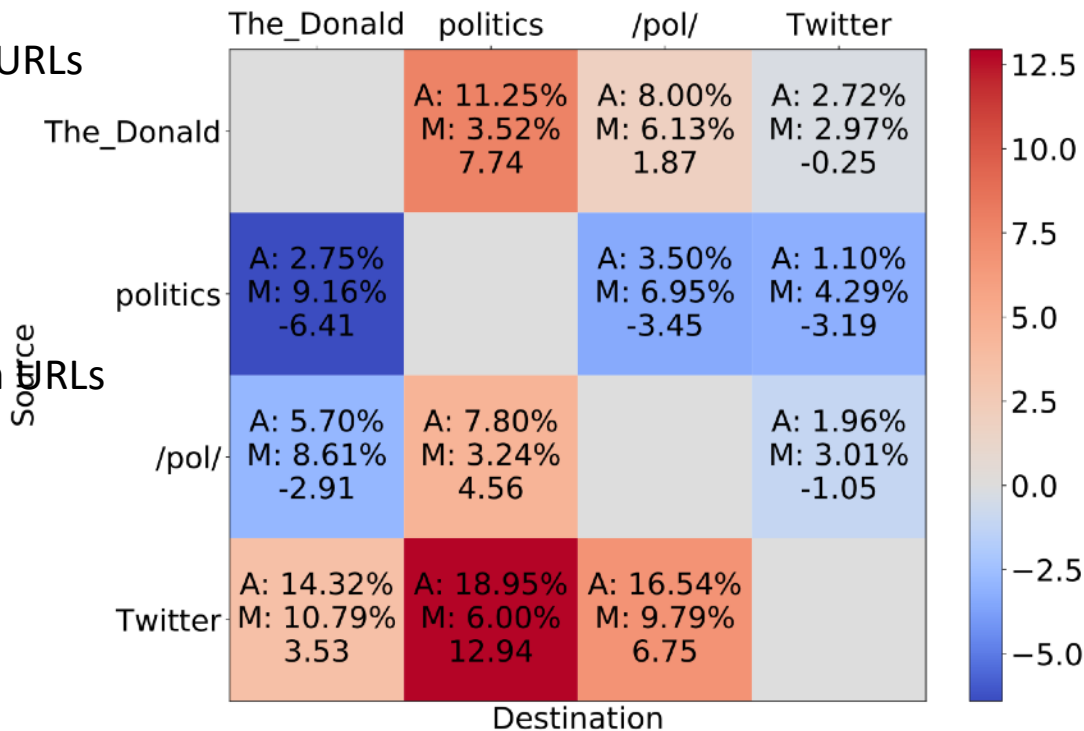 The_Donald politics /pol/ Twitter
URLs
12.5
10.0
7.5
5.0
2.5
0.0
−2.5
−5.0
The_Donald
A: 11.25%
M: 3.52%
7.74
A: 8.00%
M: 6.13%
1.87
A: 2.72%
M: 2.97%
-0.25
politics
A: 2.75%
M: 9.16%
-6.41
A: 3.50%
M: 6.95%
-3.45
A: 1.10%
M: 4.29%
-3.19
Source
URLs
/pol/
A: 5.70%
M: 8.61%
-2.91
A: 7.80%
M: 3.24%
4.56
A: 1.96%
M: 3.01%
-1.05
Twitter
A: 14.32%
M: 10.79%
3.53
A: 18.95%
M: 6.00%
12.94
A: 16.54%
M: 9.79%
6.75
Destination